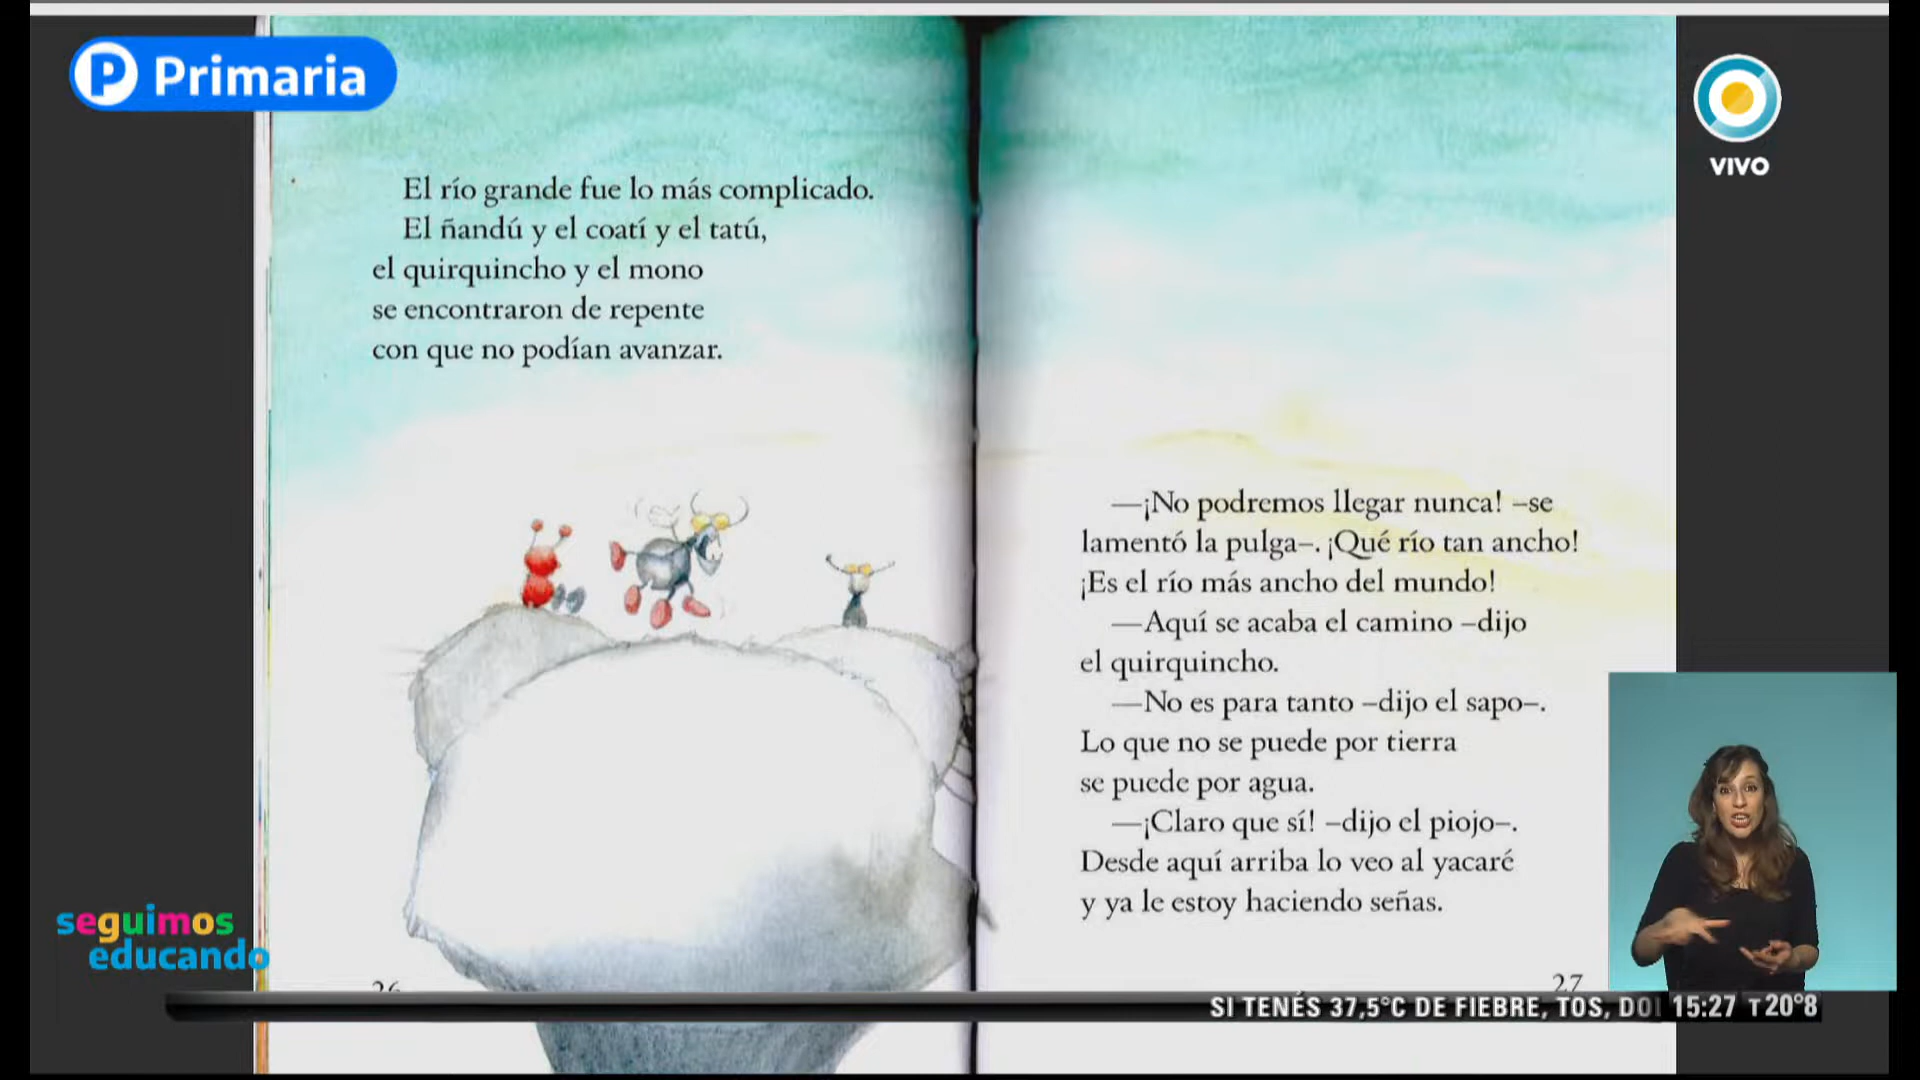 P Primaria
VIVO
El río grande fue lo más complicado.
El ñandú y el coatí y el tatú,
el quirquincho y el mono
se encontraron de repente
con que no podían avanzar.
—¡No podremos llegar nunca! –se
lamentó la pulga–. ¡Qué río tan ancho!
¡Es el río más ancho del mundo!
—Aquí se acaba el camino –dijo
el quirquincho.
—No es para tanto –dijo el sapo–.
Lo que no se puede por tierra
se puede por agua.
—¡Claro que sí! –dijo el piojo–.
Desde aquí arriba lo veo al yacaré
y ya le estoy haciendo señas.
26
27
seguimos
educando
SI TENÉS 37,5°C DE FIEBRE, TOS, DO
15:27 T 20°8